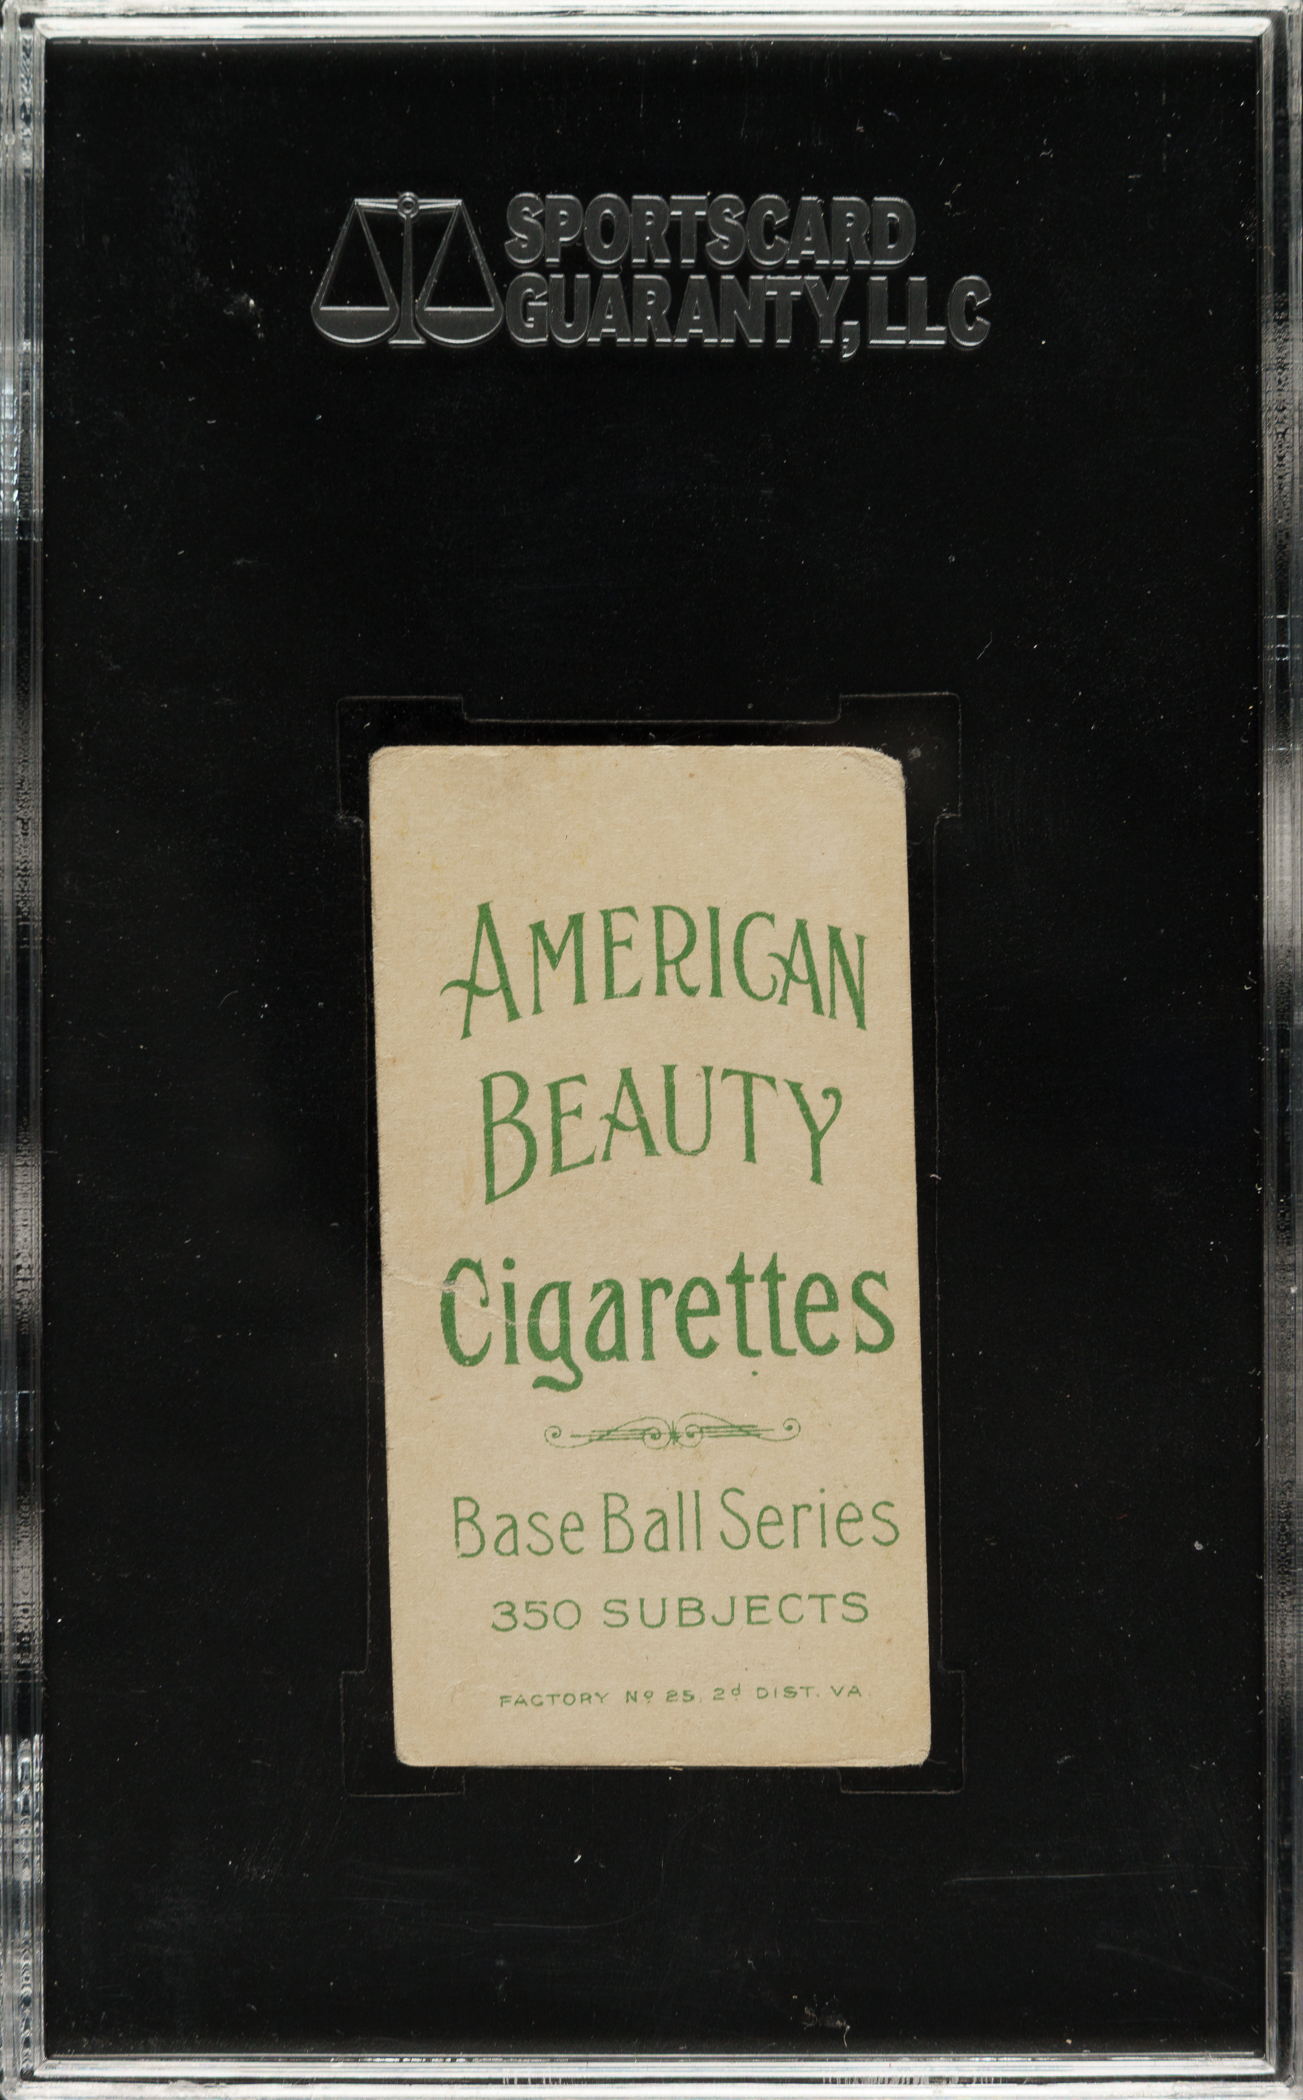 SPORTSCARD
GUARANTY, LLC
AMERICAN
BEAUTY
Cigarettes
Base Ball Series
350 SUBJECTS
FACTORY Nº 25, 2d DIST. VA.